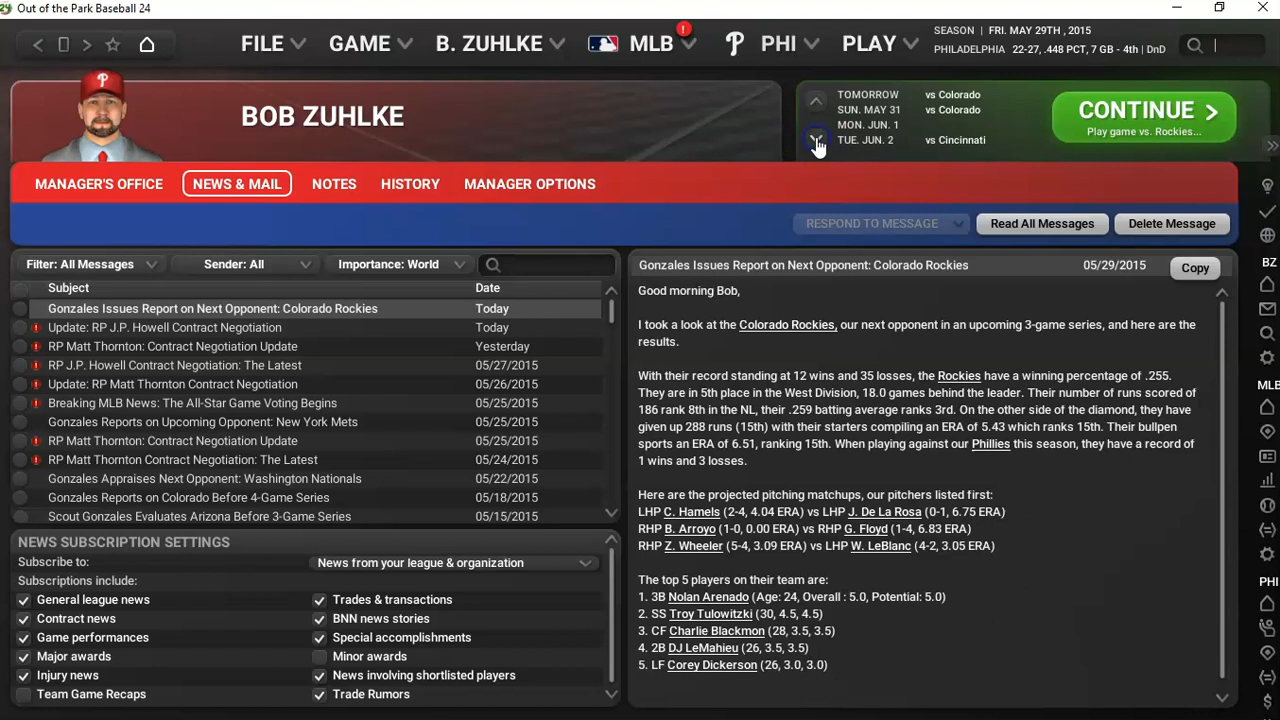 Out of the Park Baseball 24
FILE GAME B. ZUHLKE MLB PHI PLAY
SEASON | FRI. MAY 29TH, 2015
PHILADELPHIA 22-27, .448 PCT, 7 GB - 4th | DnD
BOB ZUHLKE
TOMORROW vs Colorado
SUN. MAY 31 vs Colorado
MON. JUN. 1
TUE. JUN. 2 vs Cincinnati
CONTINUE
Play game vs. Rockies...
MANAGER'S OFFICE NEWS & MAIL NOTES HISTORY MANAGER OPTIONS
RESPOND TO MESSAGE Read All Messages Delete Message
Filter: All Messages Sender: All Importance: World
Subject Date
Gonzales Issues Report on Next Opponent: Colorado Rockies Today
Update: RP J.P. Howell Contract Negotiation Today
RP Matt Thornton: Contract Negotiation Update Yesterday
RP J.P. Howell Contract Negotiation: The Latest 05/27/2015
Update: RP Matt Thornton Contract Negotiation 05/26/2015
Breaking MLB News: The All-Star Game Voting Begins 05/25/2015
Gonzales Reports on Upcoming Opponent: New York Mets 05/25/2015
RP Matt Thornton: Contract Negotiation Update 05/25/2015
RP Matt Thornton Contract Negotiation: The Latest 05/24/2015
Gonzales Appraises Next Opponent: Washington Nationals 05/22/2015
Gonzales Reports on Colorado Before 4-Game Series 05/18/2015
Scout Gonzales Evaluates Arizona Before 3-Game Series 05/15/2015
NEWS SUBSCRIPTION SETTINGS
Subscribe to: News from your league & organization
Subscriptions include:
General league news Trades & transactions
Contract news BNN news stories
Game performances Special accomplishments
Major awards Minor awards
Injury news News involving shortlisted players
Team Game Recaps Trade Rumors
Gonzales Issues Report on Next Opponent: Colorado Rockies 05/29/2015 Copy
Good morning Bob,
I took a look at the Colorado Rockies, our next opponent in an upcoming 3-game series, and here are the
results.
With their record standing at 12 wins and 35 losses, the Rockies have a winning percentage of .255.
They are in 5th place in the West Division, 18.0 games behind the leader. Their number of runs scored of
186 rank 8th in the NL, their .259 batting average ranks 3rd. On the other side of the diamond, they have
given up 288 runs (15th) with their starters compiling an ERA of 5.43 which ranks 15th. Their bullpen
sports an ERA of 6.51, ranking 15th. When playing against our Phillies this season, they have a record of
1 wins and 3 losses.
Here are the projected pitching matchups, our pitchers listed first:
LHP C. Hamels (2-4, 4.04 ERA) vs LHP J. De La Rosa (0-1, 6.75 ERA)
RHP B. Arroyo (1-0, 0.00 ERA) vs RHP G. Floyd (1-4, 6.83 ERA)
RHP Z. Wheeler (5-4, 3.09 ERA) vs LHP W. LeBlanc (4-2, 3.05 ERA)
The top 5 players on their team are:
1. 3B Nolan Arenado (Age: 24, Overall : 5.0, Potential: 5.0)
2. SS Troy Tulowitzki (30, 4.5, 4.5)
3. CF Charlie Blackmon (28, 3.5, 3.5)
4. 2B DJ LeMahieu (26, 3.5, 3.5)
5. LF Corey Dickerson (26, 3.0, 3.0)
BZ
MLB
PHI